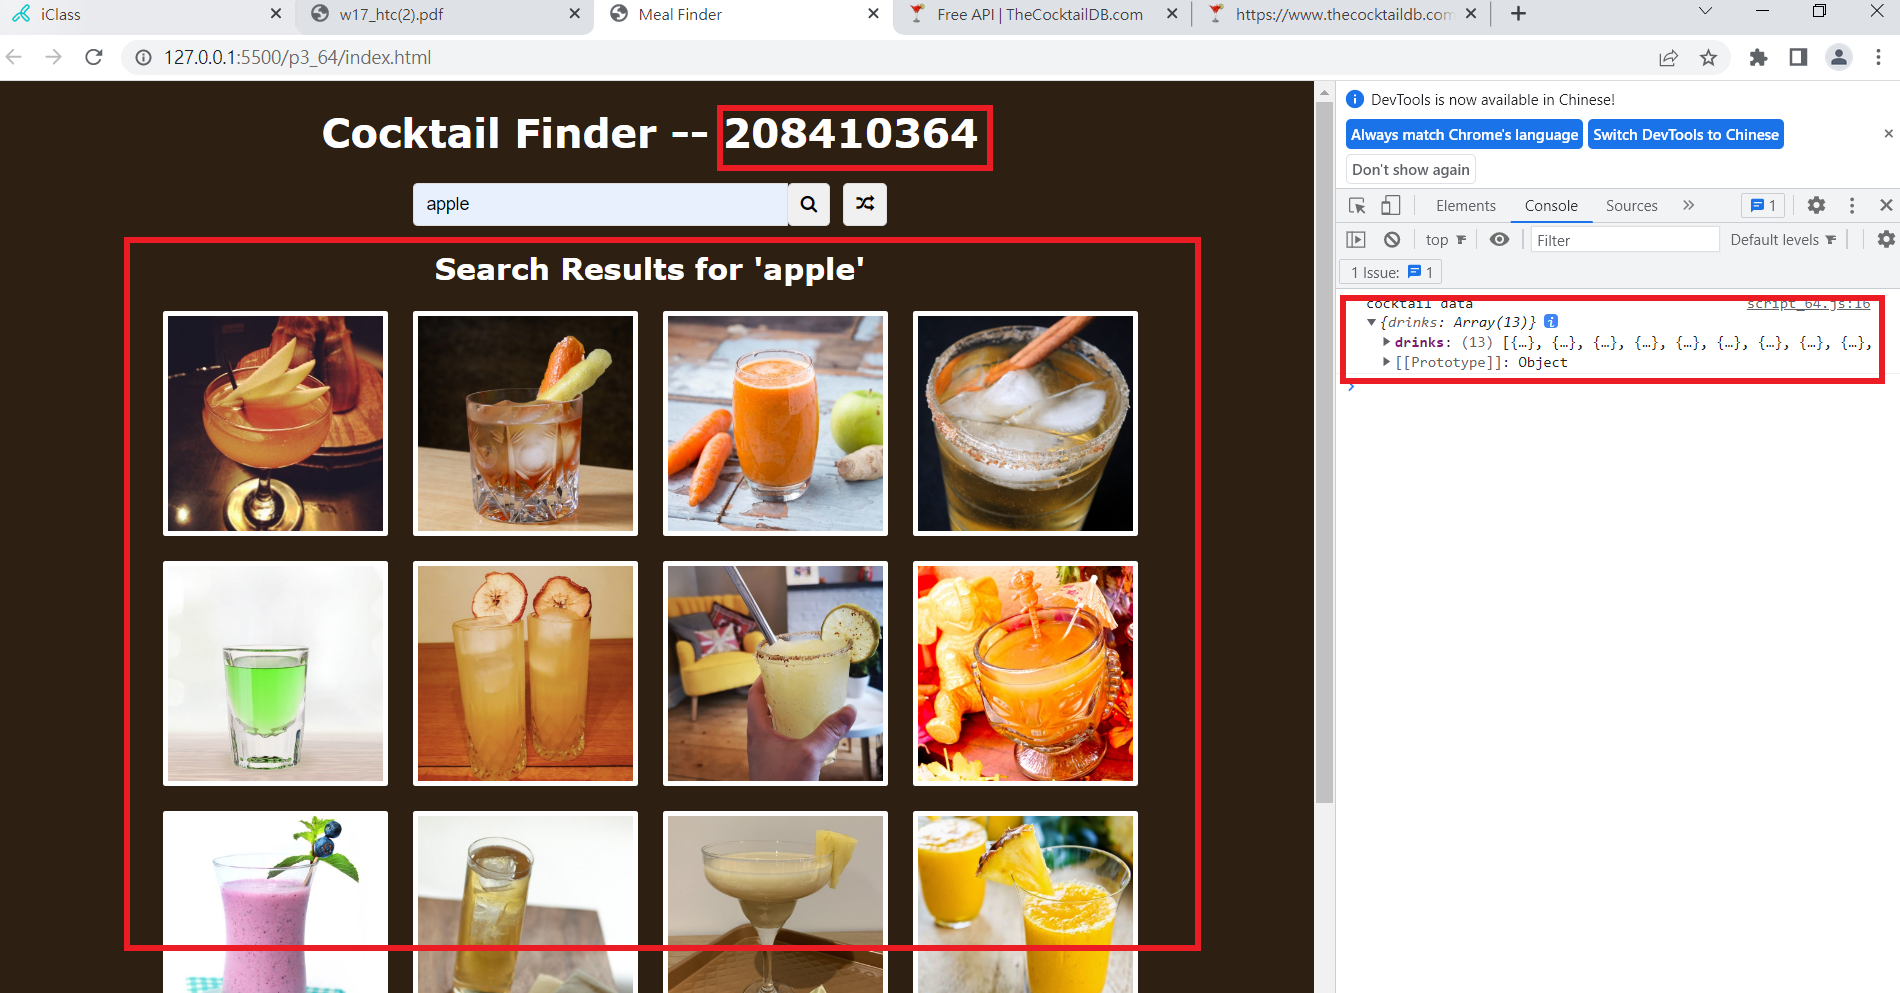 iClass
w17_htc(2).pdf
Meal Finder
Free API | TheCocktailDB.com
https://www.thecocktaildb.com
127.0.0.1:5500/p3_64/index.html
Cocktail Finder -- 208410364
apple
Search Results for 'apple'
DevTools is now available in Chinese!
Always match Chrome's language
Switch DevTools to Chinese
Don't show again
Elements
Console
Sources
1
top
Filter
Default levels
1 Issue: 1
cocktail data script_64.js:16
{drinks: Array(13)}
drinks: (13) [{…}, {…}, {…}, {…}, {…}, {…}, {…}, {…}, {…},
[[Prototype]]: Object